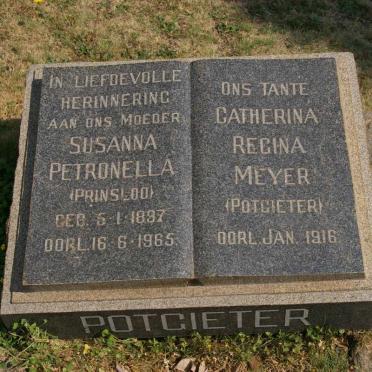 IN LIEFDEVOLLE
HERINNERING
AAN ONS MOEDER
SUSANNA
PETRONELLA
(PRINSLOO)
GEB. 5-1-1897
OORL. 16-6-1965
ONS TANTE
CATHERINA
REGINA
MEYER
(POTGIETER)
OORL. JAN. 1916
POTGIETER